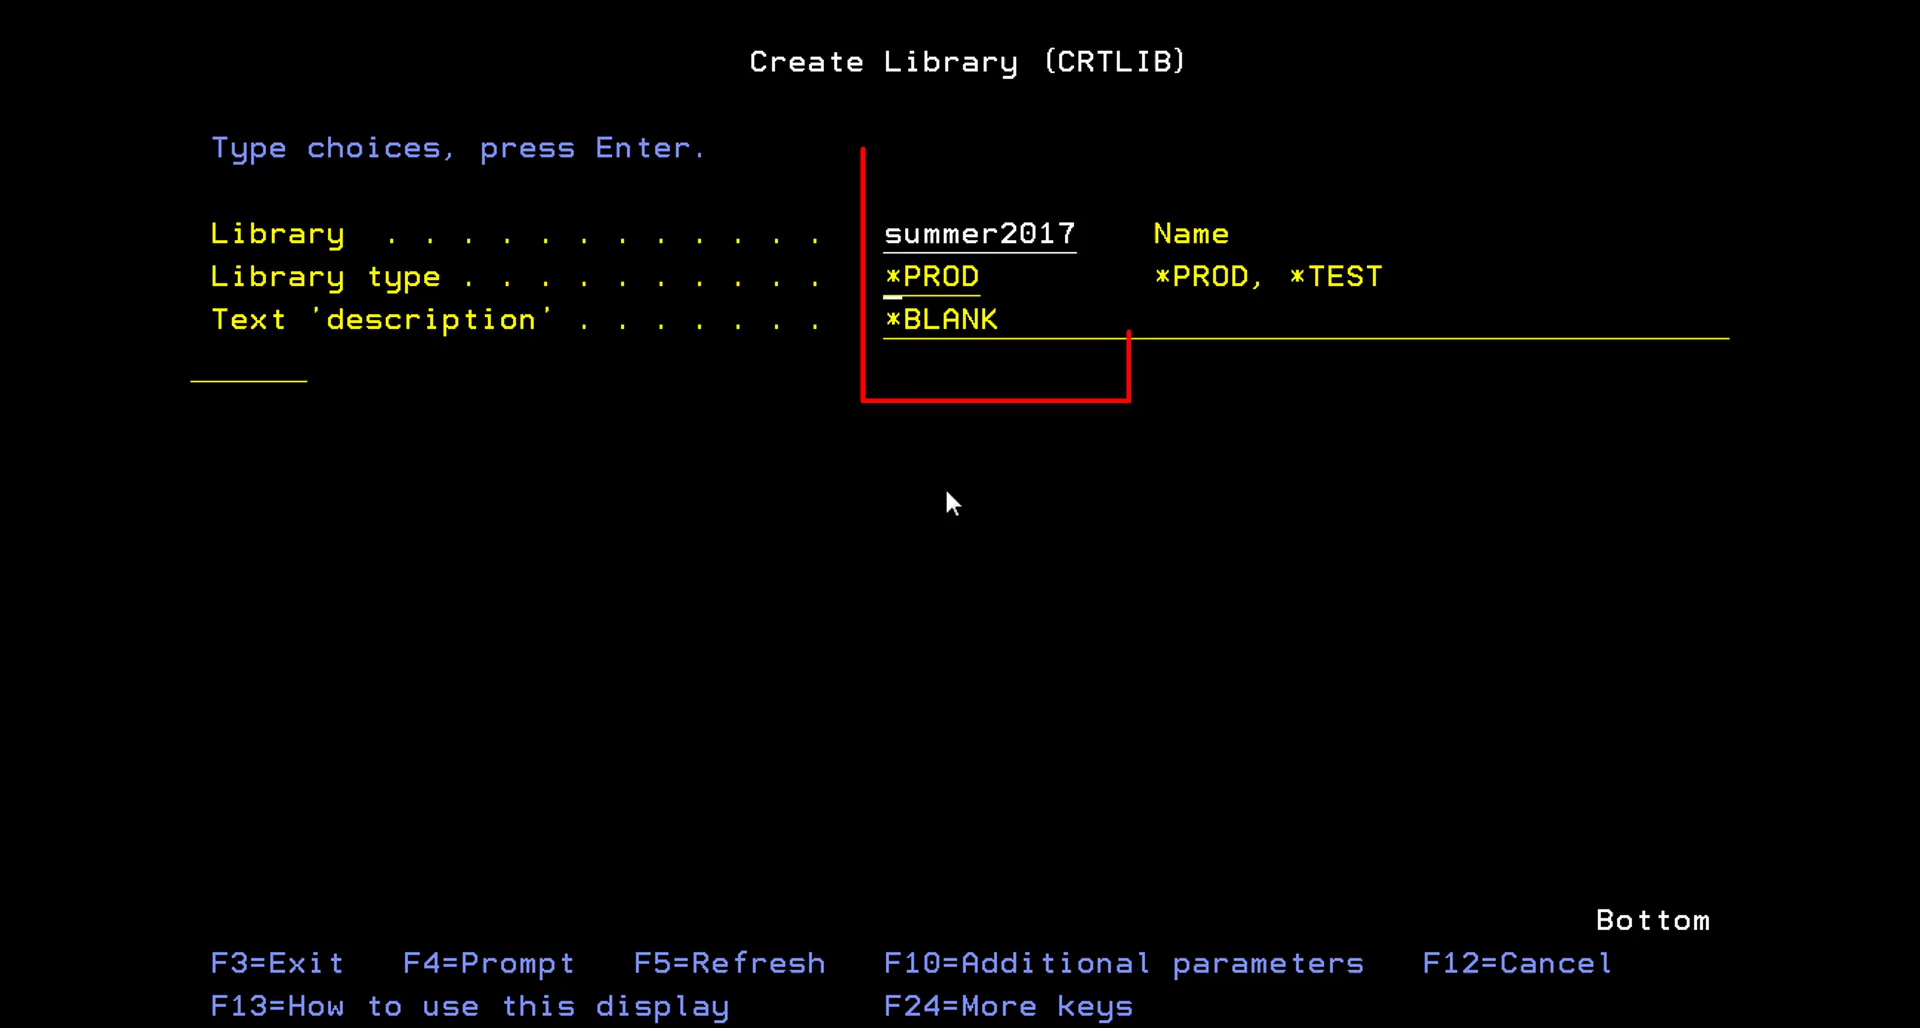 Create Library (CRTLIB)
Type choices, press Enter.
Library . . . . . . . . . . . . summer2017 Name
Library type . . . . . . . . . . *PROD *PROD, *TEST
Text 'description' . . . . . . . *BLANK
Bottom
F3=Exit F4=Prompt F5=Refresh F10=Additional parameters F12=Cancel
F13=How to use this display F24=More keys